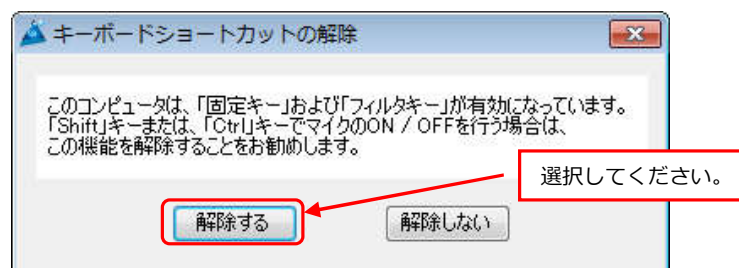 キーボードショートカットの解除
このコンピュータは、「固定キー」および「フィルタキー」が有効になっています。
「Shift」キーまたは、「Ctrl」キーでマイクのON / OFFを行う場合は、
この機能を解除することをお勧めします。
選択してください。
解除する
解除しない